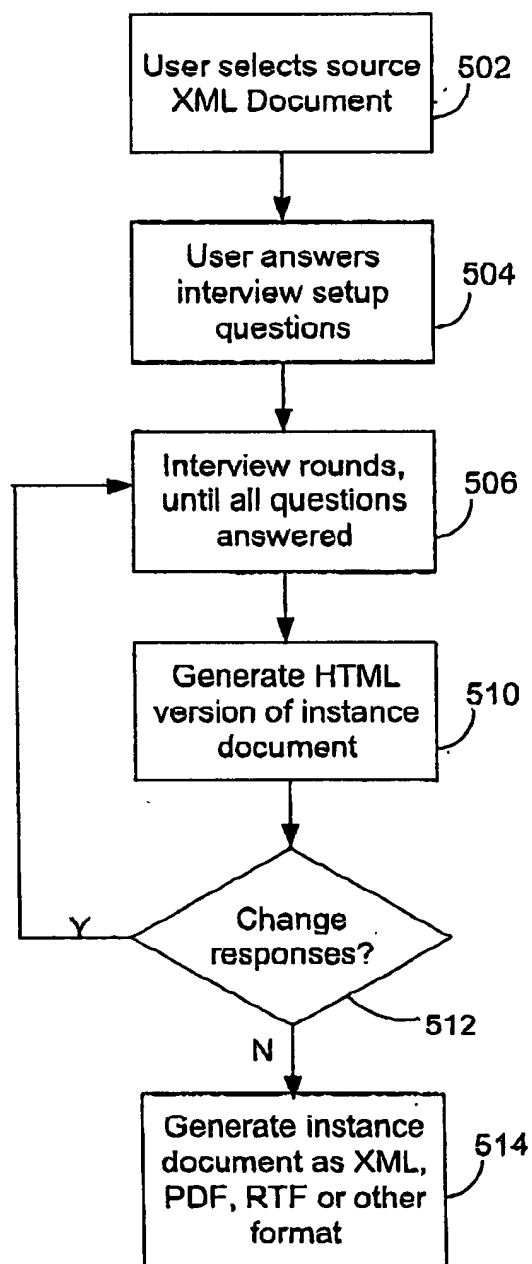 User selects source
XML Document
502
User answers
interview setup
questions
504
Interview rounds,
until all questions
answered
506
Generate HTML
version of instance
document
510
Change
responses?
512
Y
N
Generate instance
document as XML,
PDF, RTF or other
format
514